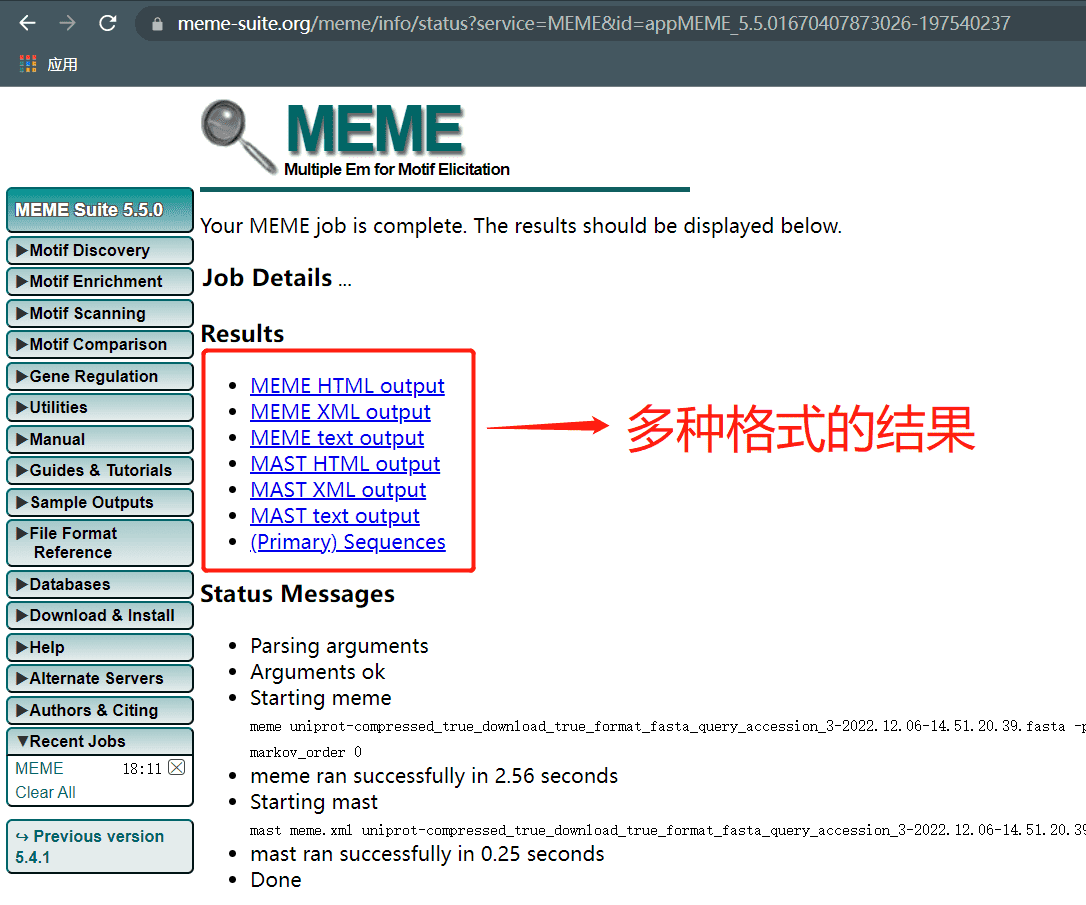 meme-suite.org/meme/info/status?service=MEME&id=appMEME_5.5.01670407873026-197540237
应用
MEME
Multiple Em for Motif Elicitation
MEME Suite 5.5.0
▶Motif Discovery
▶Motif Enrichment
▶Motif Scanning
▶Motif Comparison
▶Gene Regulation
▶Utilities
▶Manual
▶Guides & Tutorials
▶Sample Outputs
▶File Format
Reference
▶Databases
▶Download & Install
▶Help
▶Alternate Servers
▶Authors & Citing
▼Recent Jobs
MEME 18:11
Clear All
↪ Previous version
5.4.1
Your MEME job is complete. The results should be displayed below.
Job Details ...
Results
• MEME HTML output
• MEME XML output
• MEME text output
• MAST HTML output
• MAST XML output
• MAST text output
• (Primary) Sequences
多种格式的结果
Status Messages
• Parsing arguments
• Arguments ok
• Starting meme
meme uniprot-compressed_true_download_true_format_fasta_query_accession_3-2022.12.06-14.51.20.39.fasta -p
markov_order 0
• meme ran successfully in 2.56 seconds
• Starting mast
mast meme.xml uniprot-compressed_true_download_true_format_fasta_query_accession_3-2022.12.06-14.51.20.39
• mast ran successfully in 0.25 seconds
• Done